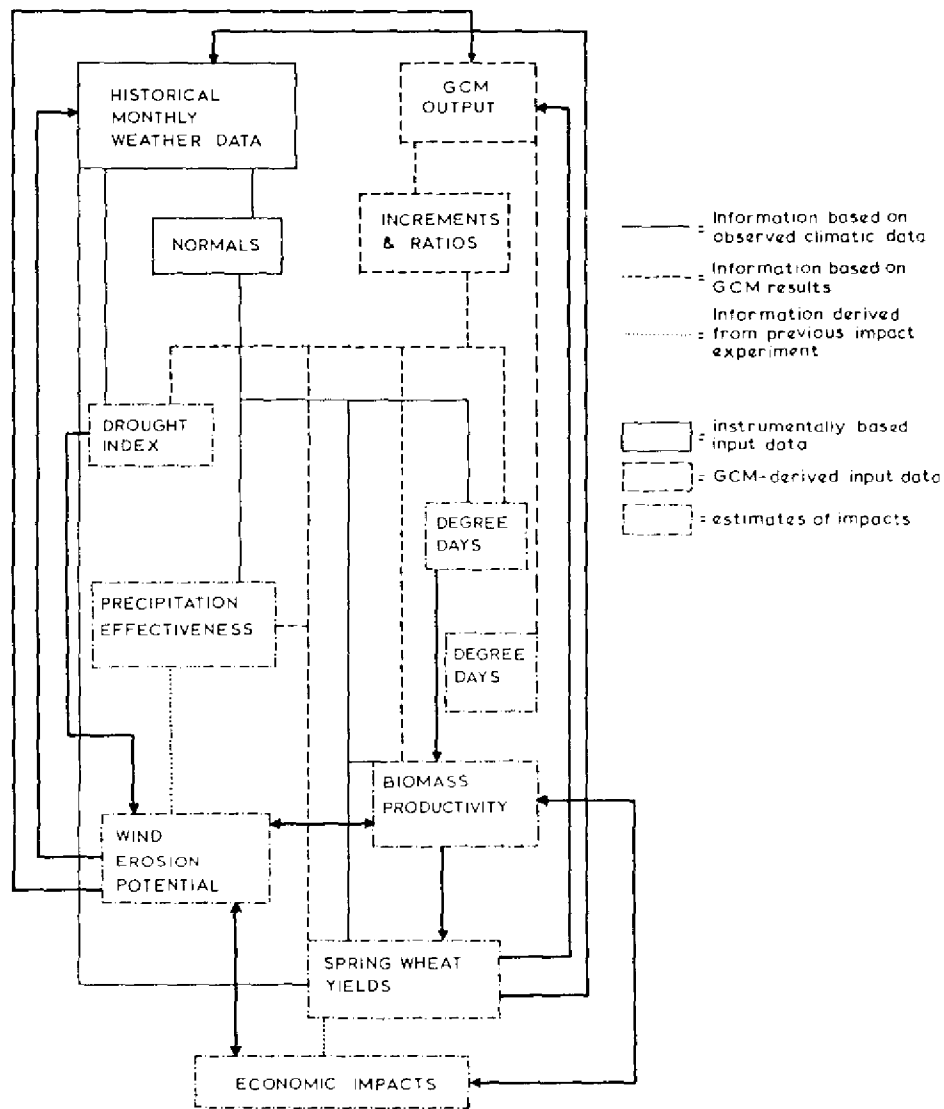 HISTORICAL
MONTHLY
WEATHER DATA
GCM
OUTPUT
NORMALS
INCREMENTS
& RATIOS
DROUGHT
INDEX
DEGREE
DAYS
PRECIPITATION
EFFECTIVENESS
DEGREE
DAYS
BIOMASS
PRODUCTIVITY
WIND
EROSION
POTENTIAL
SPRING WHEAT
YIELDS
ECONOMIC IMPACTS
= Information based on
observed climatic data
= Information based on
GCM results
Information derived
= from previous impact
experiment
= instrumentally based
input data
= GCM-derived input data
= estimates of impacts